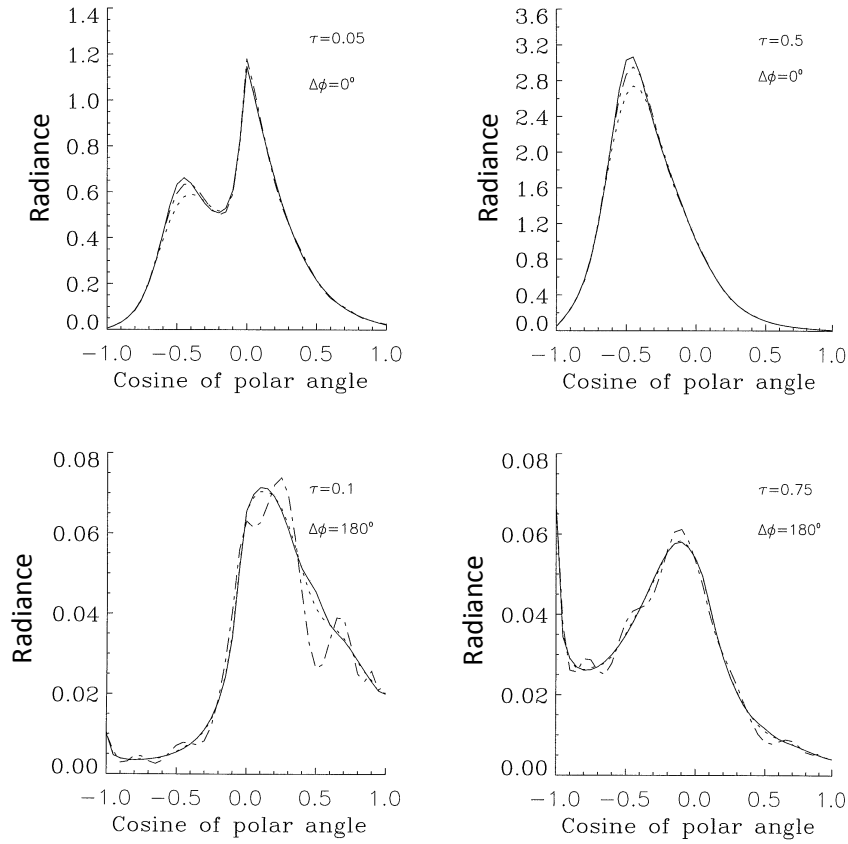 1.4
1.2
1.0
0.8
0.6
0.4
0.2
0.0
Radiance
τ=0.05
Δϕ=0°
−1.0 −0.5 0.0 0.5 1.0
Cosine of polar angle
3.6
3.2
2.8
2.4
2.0
1.6
1.2
0.8
0.4
0.0
Radiance
τ=0.5
Δϕ=0°
−1.0 −0.5 0.0 0.5 1.0
Cosine of polar angle
0.08
0.06
0.04
0.02
0.00
Radiance
τ=0.1
Δϕ=180°
−1.0 −0.5 0.0 0.5 1.0
Cosine of polar angle
0.08
0.06
0.04
0.02
0.00
Radiance
τ=0.75
Δϕ=180°
−1.0 −0.5 0.0 0.5 1.0
Cosine of polar angle